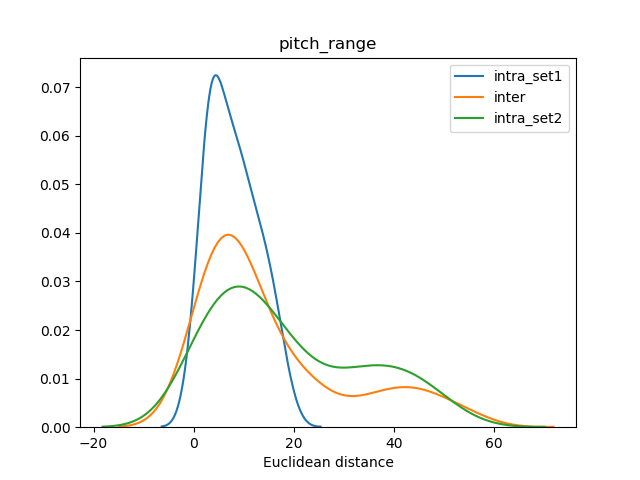 pitch_range
intra_set1
inter
intra_set2
0.07
0.06
0.05
0.04
0.03
0.02
0.01
0.00
−20
0
20
40
60
Euclidean distance